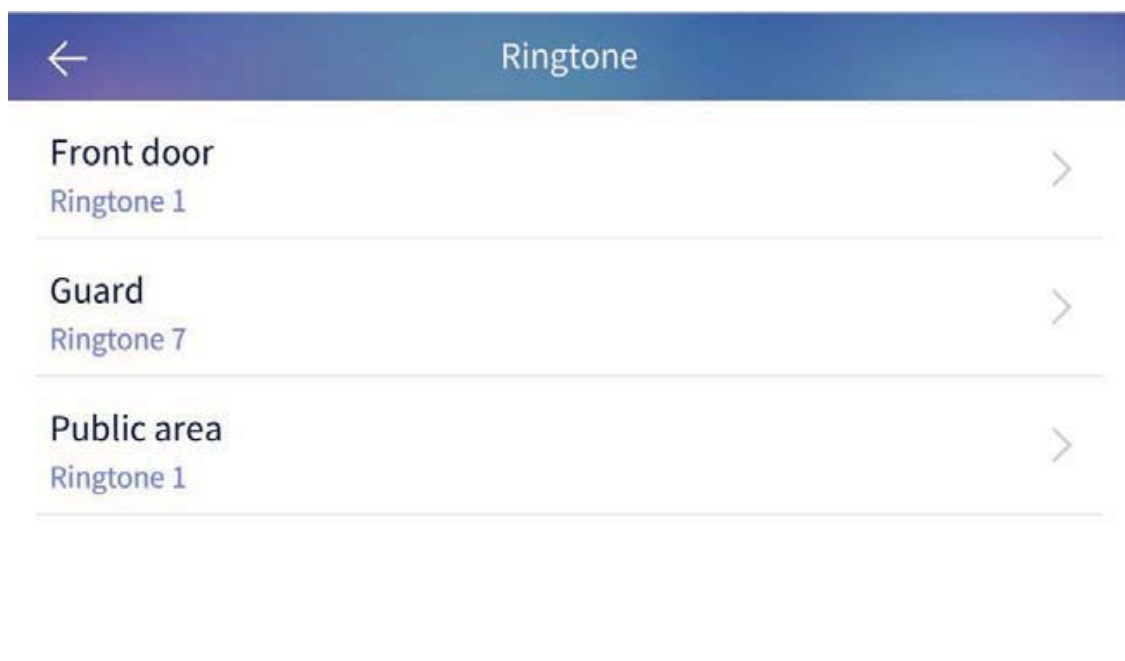 Ringtone
Front door
Ringtone 1
Guard
Ringtone 7
Public area
Ringtone 1